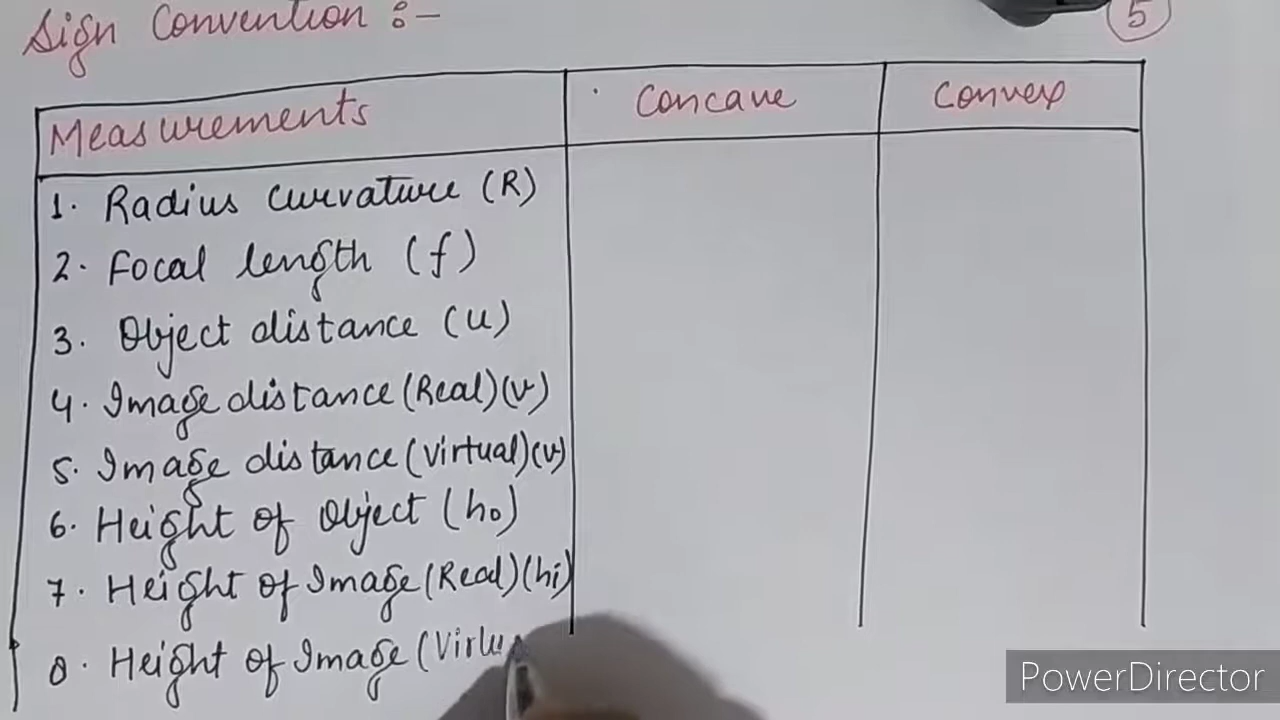 Sign Convention :-
5
Measurements Concave Convex
1. Radius curvature (R)
2. Focal length (f)
3. Object distance (u)
4. Image distance (Real) (v)
5. Image distance (Virtual) (v)
6. Height of Object (ho)
7. Height of Image (Real) (hi)
8. Height of Image (Virtu
PowerDirector